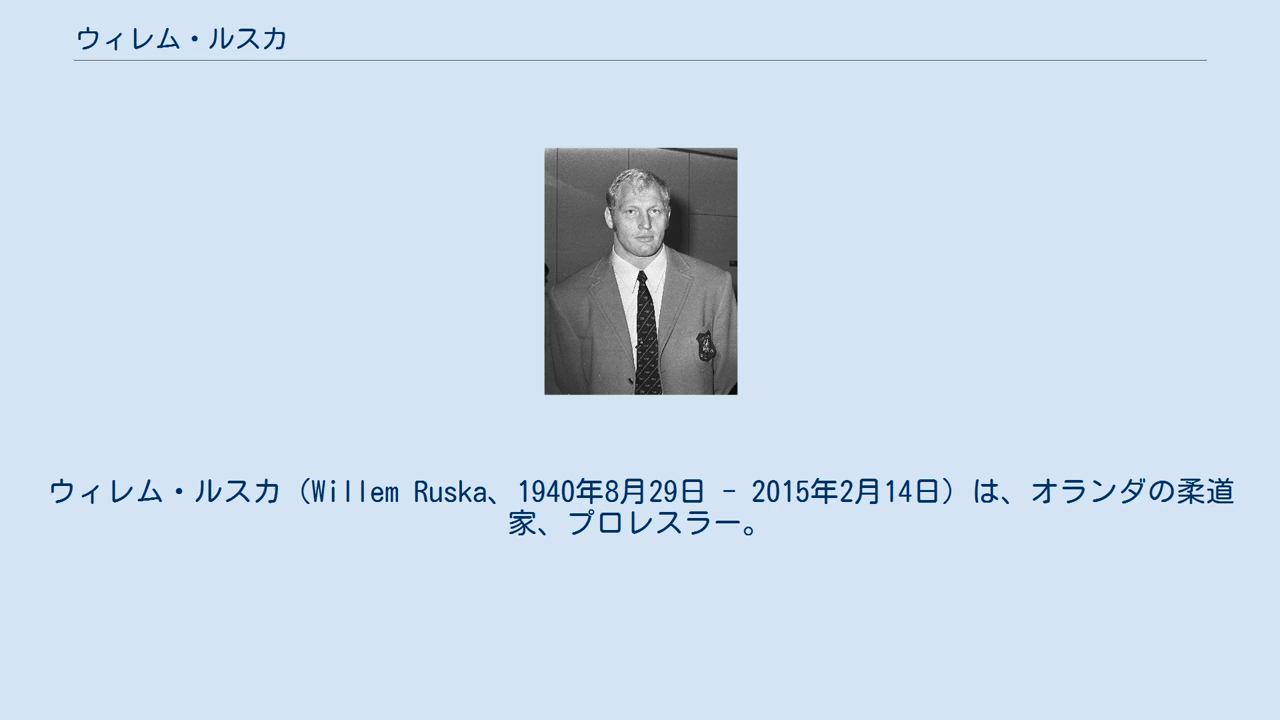 ウィレム・ルスカ
ウィレム・ルスカ（Willem Ruska、1940年8月29日 - 2015年2月14日）は、オランダの柔道
家、プロレスラー。